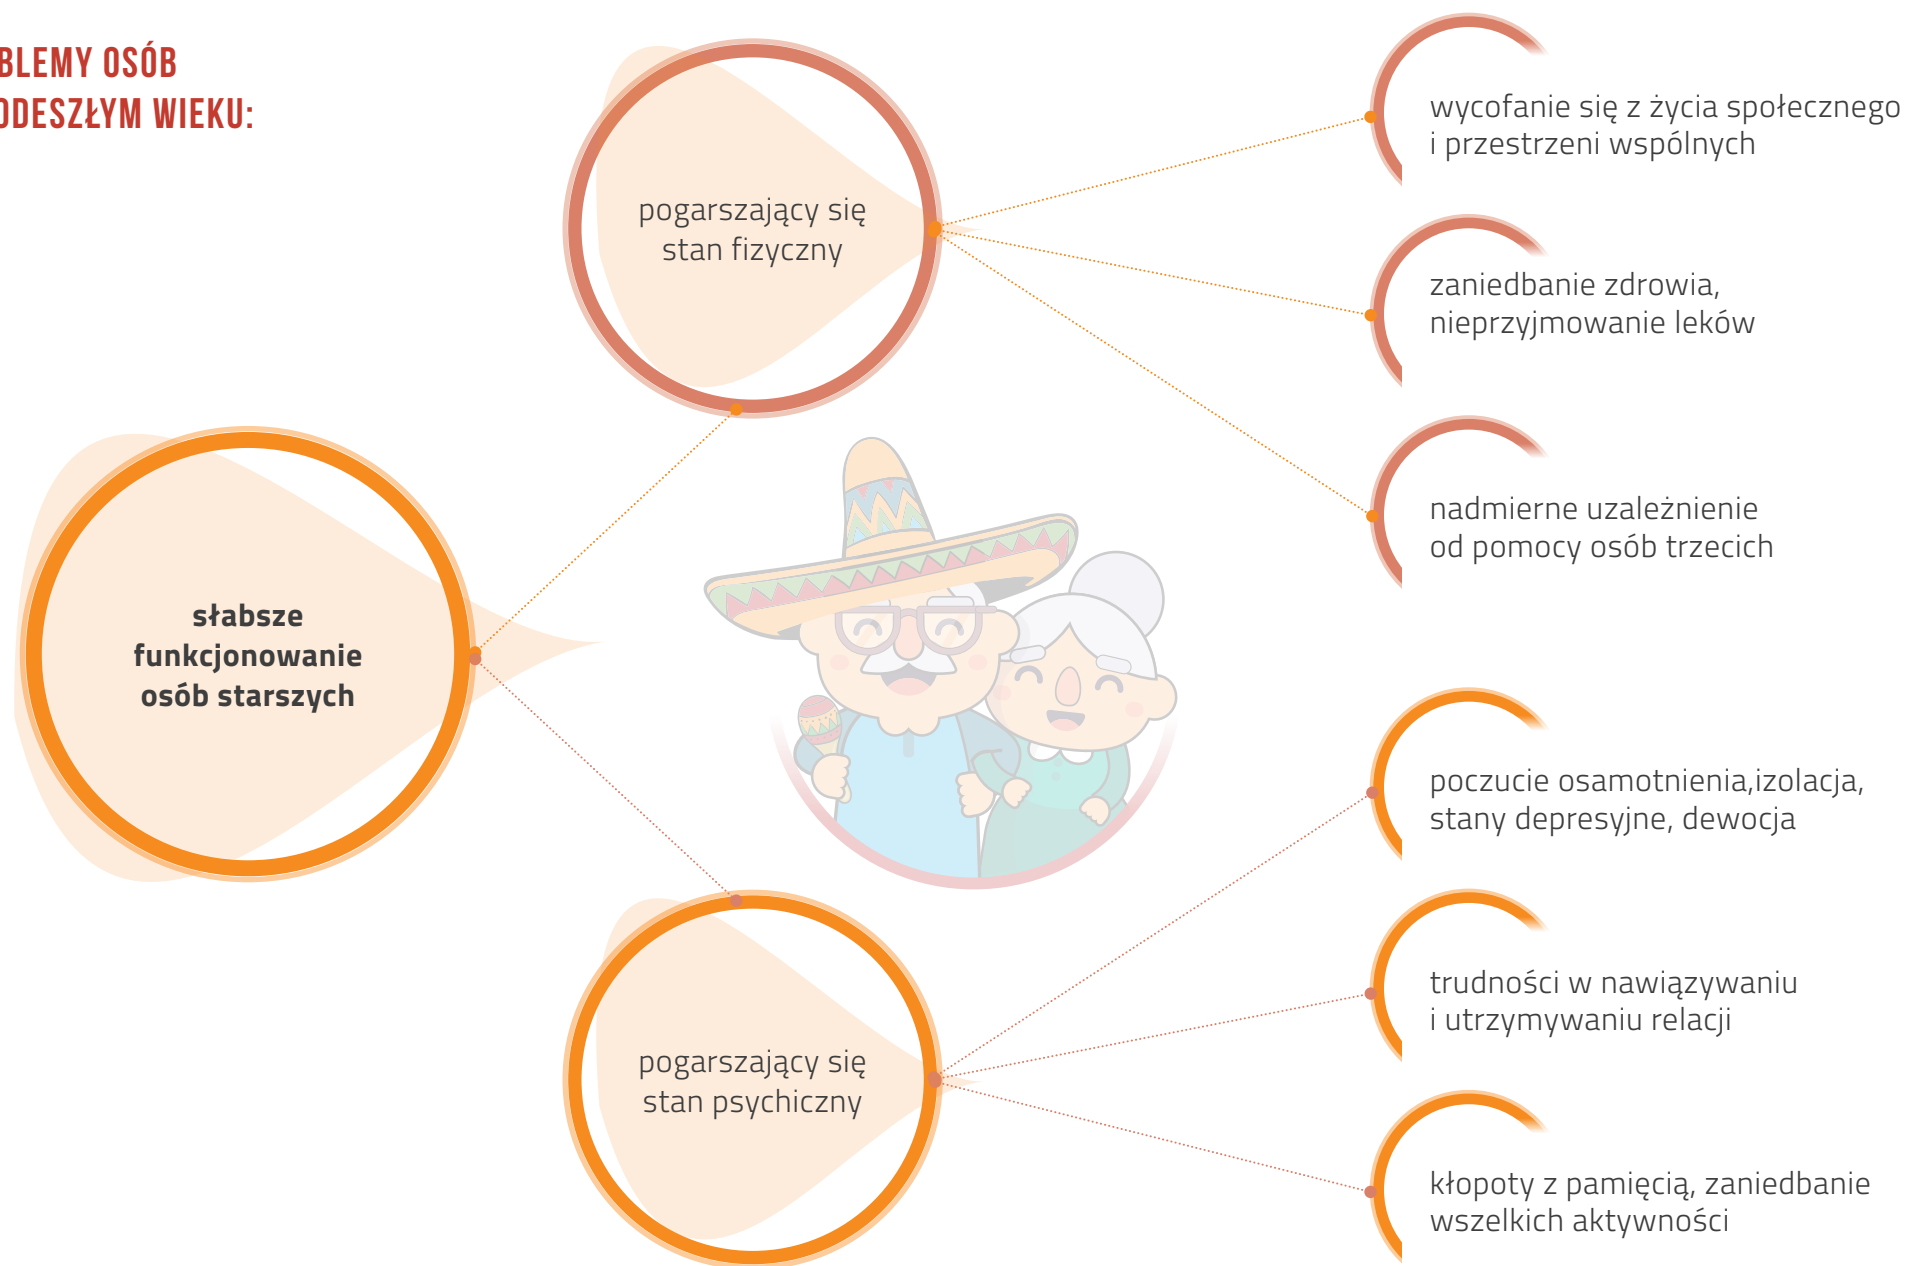 BLEMY OSÓB
ODESZŁYM WIEKU:
pogarszający się
stan fizyczny
wycofanie się z życia społecznego
i przestrzeni wspólnych
zaniedbanie zdrowia,
nieprzyjmowanie leków
nadmierne uzależnienie
od pomocy osób trzecich
słabsze
funkcjonowanie
osób starszych
pogarszający się
stan psychiczny
poczucie osamotnienia,izolacja,
stany depresyjne, dewocja
trudności w nawiązywaniu
i utrzymywaniu relacji
kłopoty z pamięcią, zaniedbanie
wszelkich aktywności